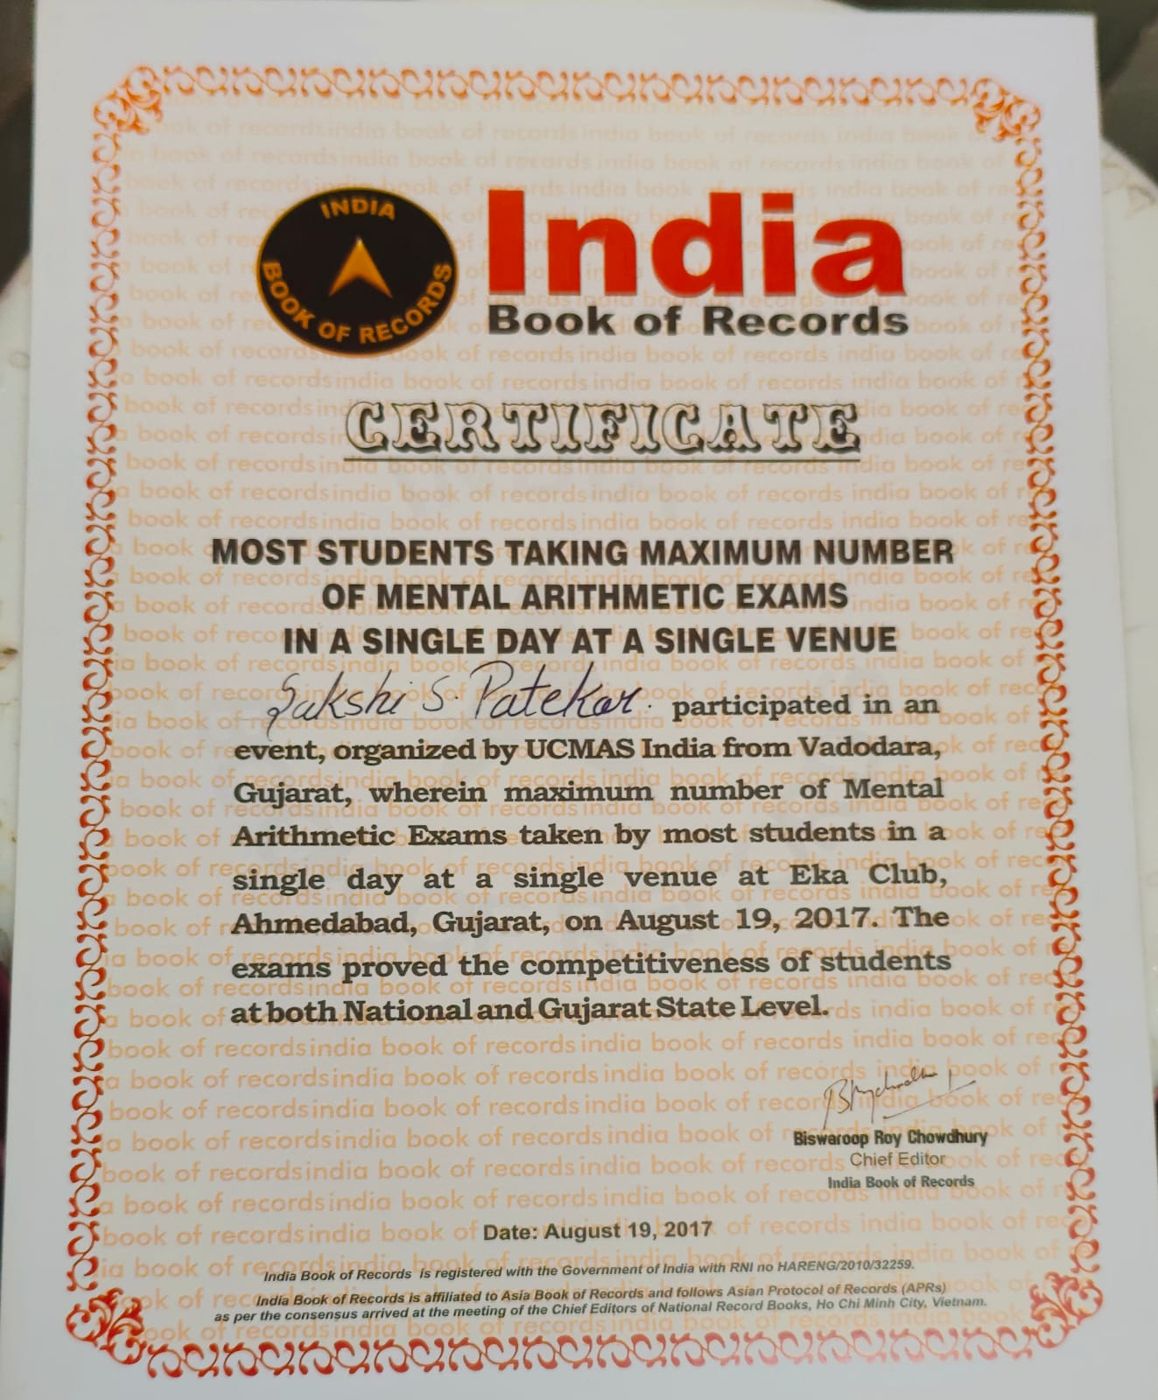 INDIA
BOOK OF RECORDS
India
Book of Records
CERTIFICATE
MOST STUDENTS TAKING MAXIMUM NUMBER
OF MENTAL ARITHMETIC EXAMS
IN A SINGLE DAY AT A SINGLE VENUE
Sakshi S. Patekar. participated in an
event, organized by UCMAS India from Vadodara,
Gujarat, wherein maximum number of Mental
Arithmetic Exams taken by most students in a
single day at a single venue at Eka Club,
Ahmedabad, Gujarat, on August 19, 2017. The
exams proved the competitiveness of students
at both National and Gujarat State Level.
Biswaroop Roy Chowdhury
Chief Editor
India Book of Records
Date: August 19, 2017
India Book of Records is registered with the Government of India with RNI no HARENG/2010/32259.
India Book of Records is affiliated to Asia Book of Records and follows Asian Protocol of Records (APRs)
as per the consensus arrived at the meeting of the Chief Editors of National Record Books, Ho Chi Minh City, Vietnam.